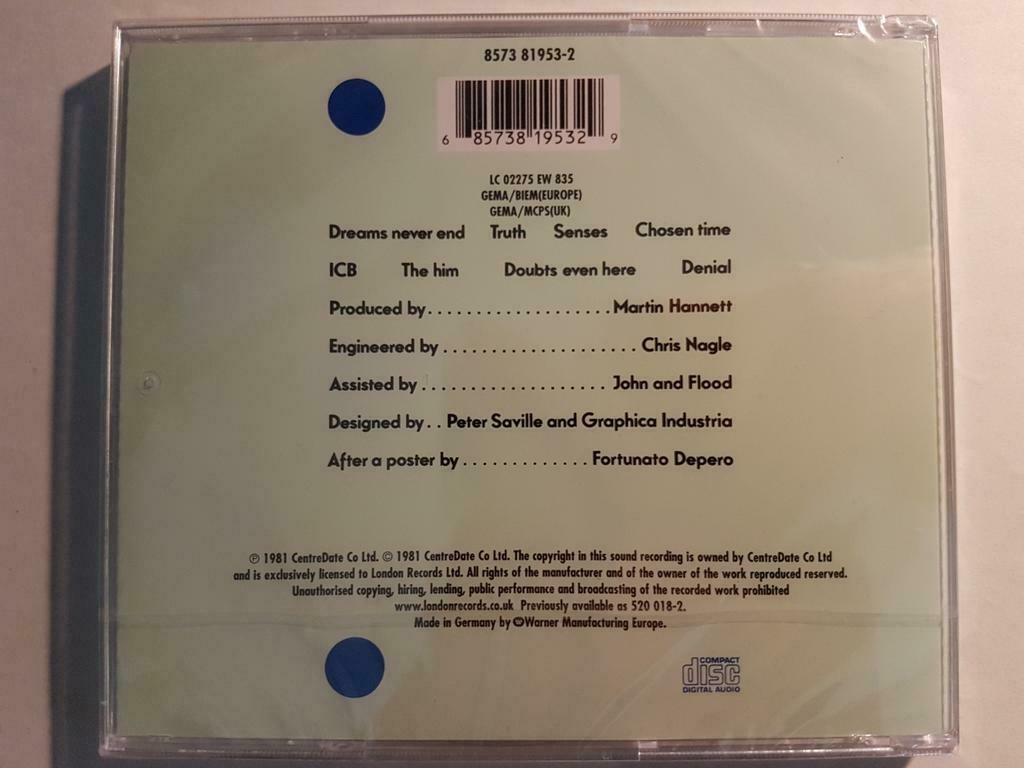 8573 81953-2
6 85738 19532 9
LC 02275 EW 835
GEMA/BIEM(EUROPE)
GEMA/MCPS(UK)
Dreams never end Truth Senses Chosen time
ICB The him Doubts even here Denial
Produced by...................Martin Hannett
Engineered by.................... Chris Nagle
Assisted by................... John and Flood
Designed by.. Peter Saville and Graphica Industria
After a poster by............. Fortunato Depero
℗ 1981 CentreDate Co Ltd. © 1981 CentreDate Co Ltd. The copyright in this sound recording is owned by CentreDate Co Ltd
and is exclusively licensed to London Records Ltd. All rights of the manufacturer and of the owner of the work reproduced reserved.
Unauthorised copying, hiring, lending, public performance and broadcasting of the recorded work prohibited
www.londonrecords.co.uk Previously available as 520 018-2.
Made in Germany by Warner Manufacturing Europe.
COMPACT
disc
DIGITAL AUDIO